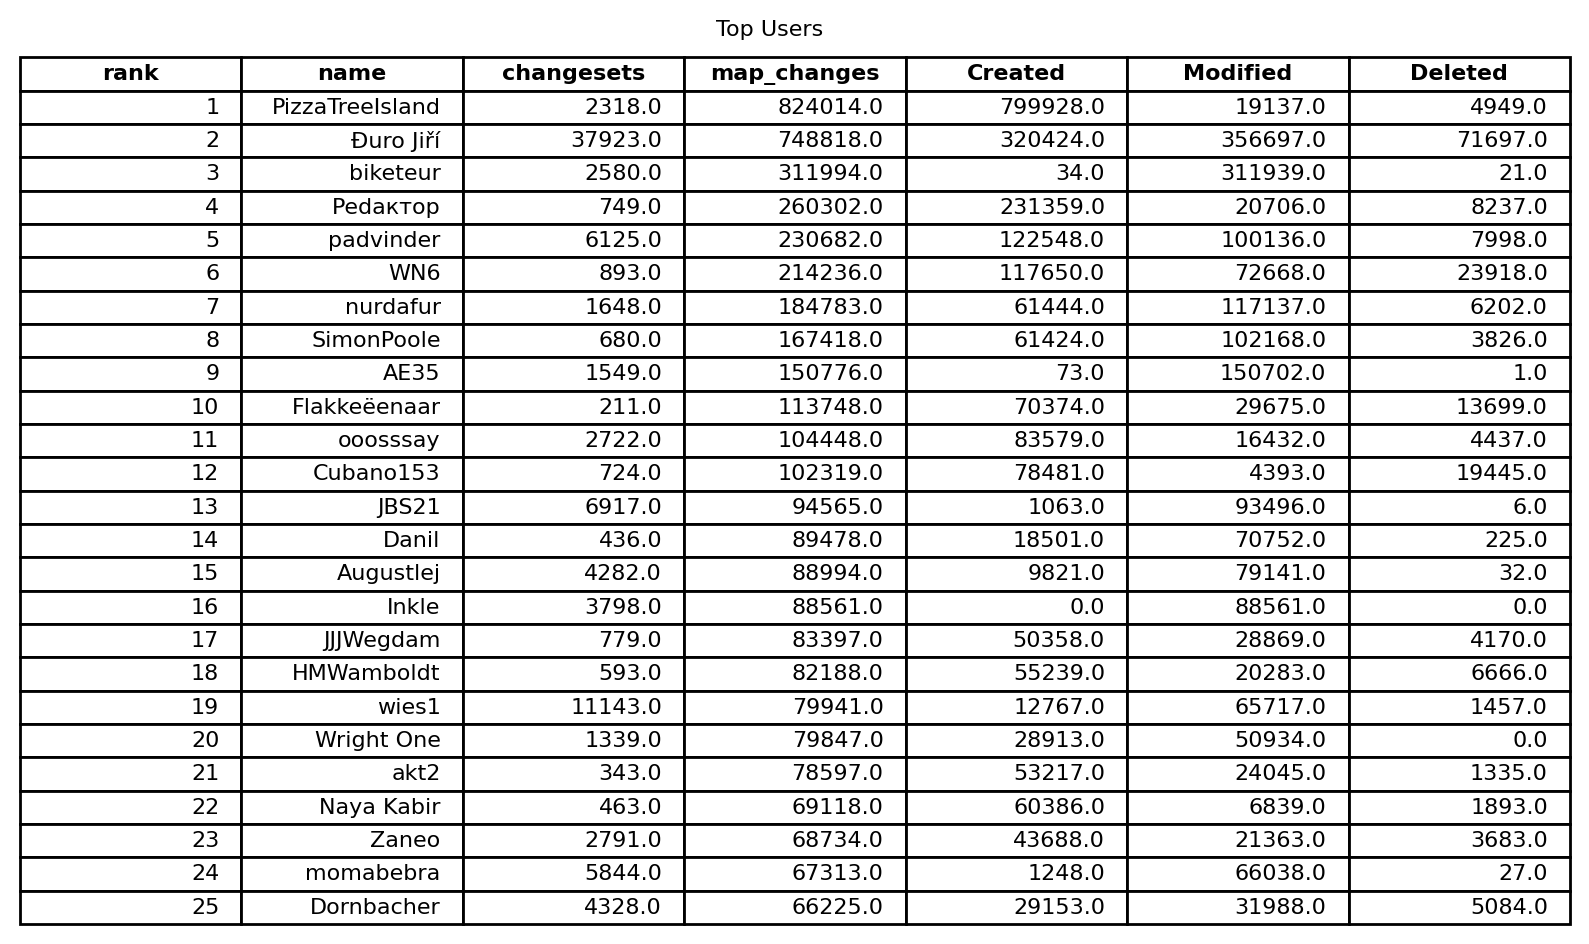 Top Users
rank name changesets map_changes Created Modified Deleted
1 PizzaTreeIsland 2318.0 824014.0 799928.0 19137.0 4949.0
2 Đuro Jiří 37923.0 748818.0 320424.0 356697.0 71697.0
3 biketeur 2580.0 311994.0 34.0 311939.0 21.0
4 Редактор 749.0 260302.0 231359.0 20706.0 8237.0
5 padvinder 6125.0 230682.0 122548.0 100136.0 7998.0
6 WN6 893.0 214236.0 117650.0 72668.0 23918.0
7 nurdafur 1648.0 184783.0 61444.0 117137.0 6202.0
8 SimonPoole 680.0 167418.0 61424.0 102168.0 3826.0
9 AE35 1549.0 150776.0 73.0 150702.0 1.0
10 Flakkeëenaar 211.0 113748.0 70374.0 29675.0 13699.0
11 ooosssay 2722.0 104448.0 83579.0 16432.0 4437.0
12 Cubano153 724.0 102319.0 78481.0 4393.0 19445.0
13 JBS21 6917.0 94565.0 1063.0 93496.0 6.0
14 Danil 436.0 89478.0 18501.0 70752.0 225.0
15 Augustlej 4282.0 88994.0 9821.0 79141.0 32.0
16 Inkle 3798.0 88561.0 0.0 88561.0 0.0
17 JJJWegdam 779.0 83397.0 50358.0 28869.0 4170.0
18 HMWamboldt 593.0 82188.0 55239.0 20283.0 6666.0
19 wies1 11143.0 79941.0 12767.0 65717.0 1457.0
20 Wright One 1339.0 79847.0 28913.0 50934.0 0.0
21 akt2 343.0 78597.0 53217.0 24045.0 1335.0
22 Naya Kabir 463.0 69118.0 60386.0 6839.0 1893.0
23 Zaneo 2791.0 68734.0 43688.0 21363.0 3683.0
24 momabebra 5844.0 67313.0 1248.0 66038.0 27.0
25 Dornbacher 4328.0 66225.0 29153.0 31988.0 5084.0